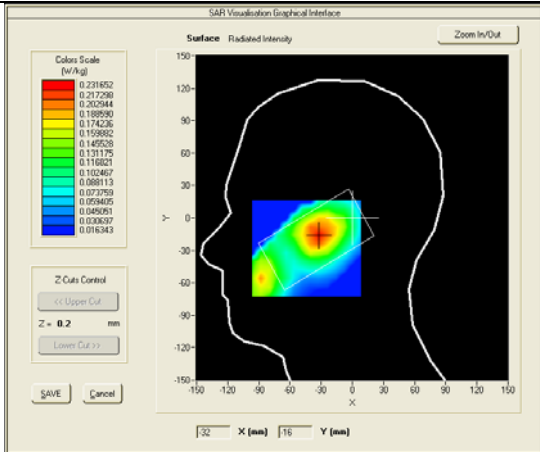 SAR Visualisation Graphical Interface
Surface Radiated Intensity
Zoom In/Out
Colors Scale
(W/kg)
0.231652
0.217298
0.202944
0.188590
0.174236
0.159882
0.145528
0.131175
0.116821
0.102467
0.088113
0.073759
0.059405
0.045051
0.030697
0.016343
150
120
90
60
30
0
-30
-60
-90
-120
-150
Y
-150 -120 -90 -60 -30 0 30 60 90 120 150
X
Z Cuts Control
<< Upper Cut
Z = 0.2 mm
Lower Cut >>
SAVE Cancel
-32 X (mm) -16 Y (mm)